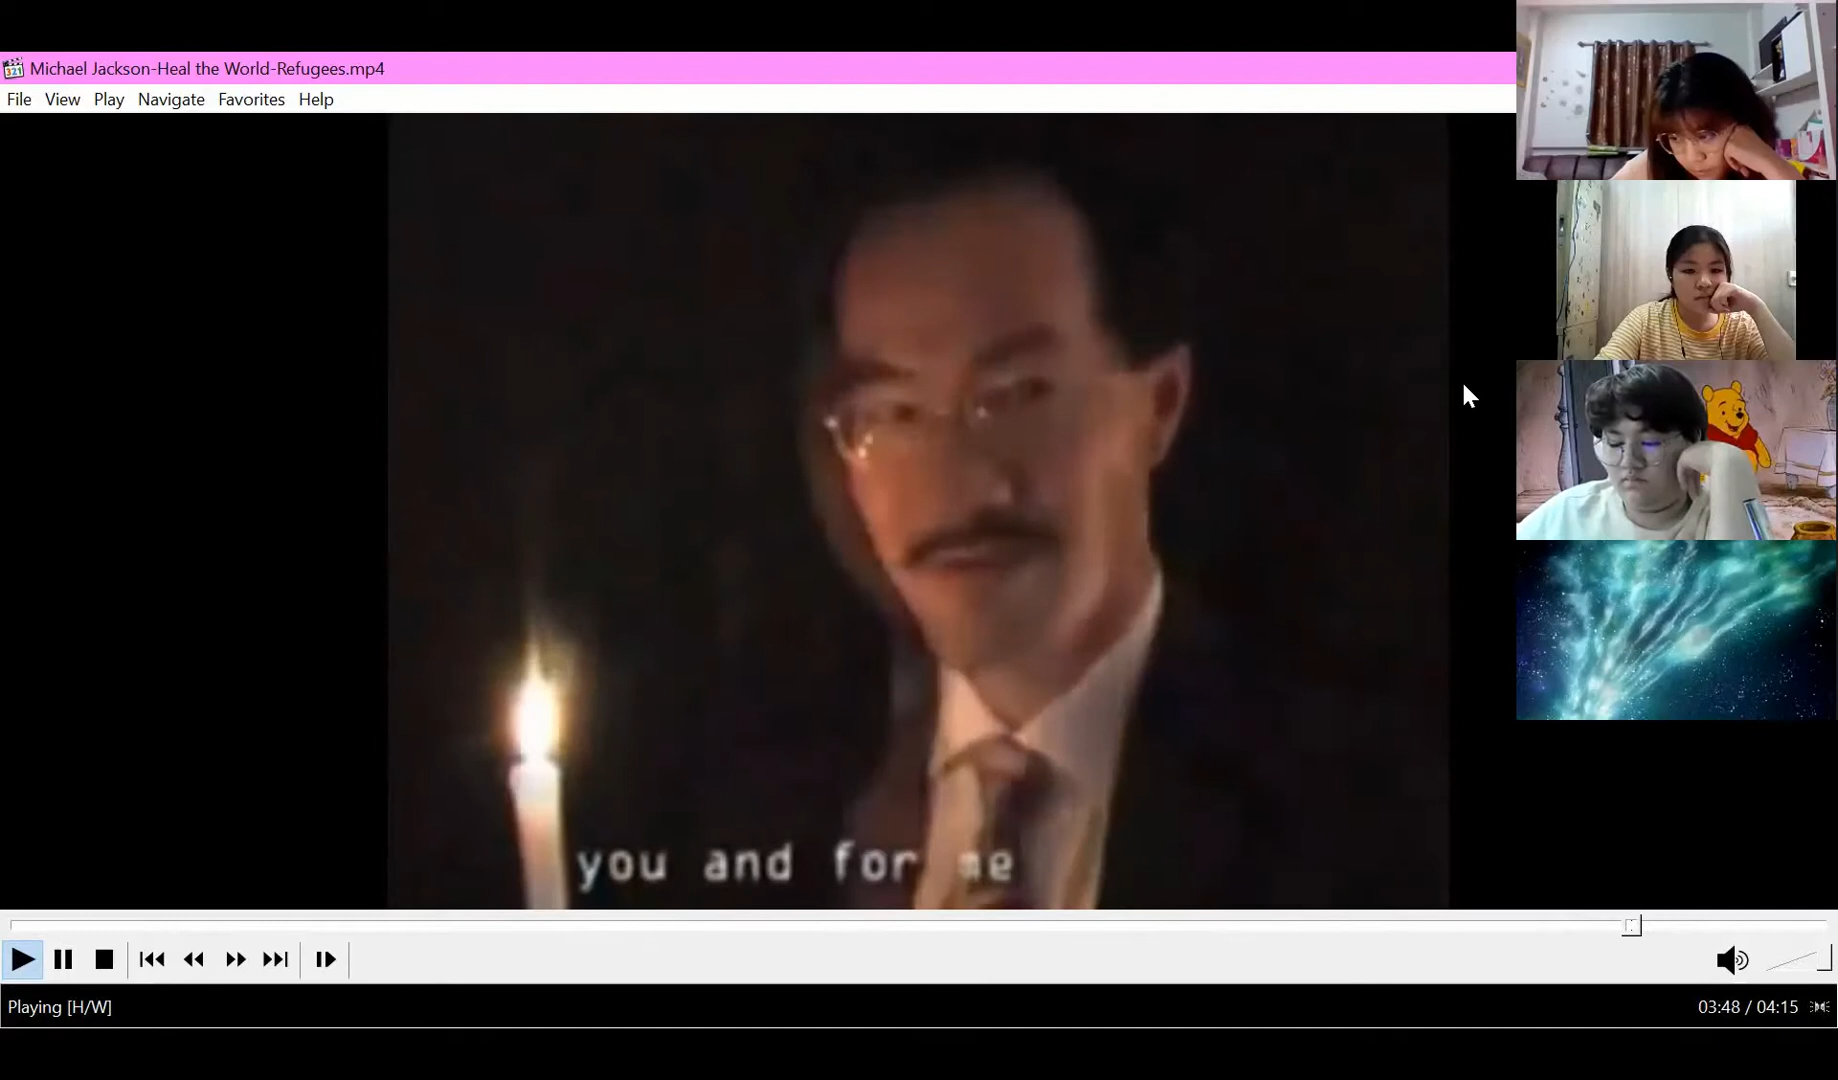 Michael Jackson-Heal the World-Refugees.mp4
File View Play Navigate Favorites Help
you and for me
Playing [H/W]
03:48 / 04:15